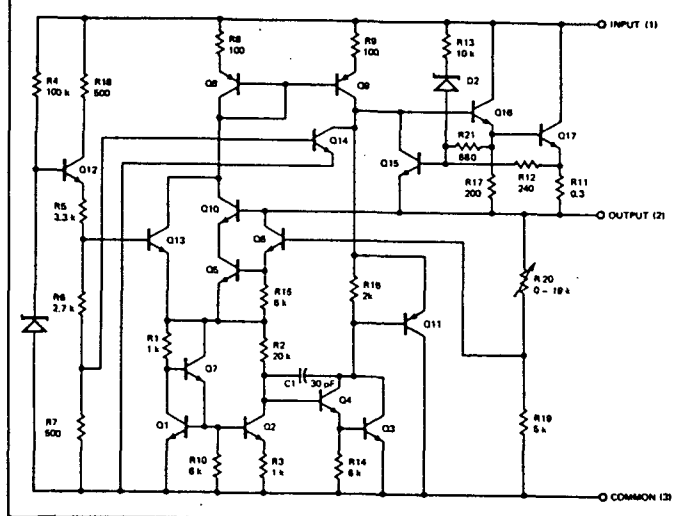 INPUT (1)
R4
100 k
R18
500
R8
100
R9
100
R13
10 k
D2
Q8
Q9
Q16
Q12
Q14
Q17
Q15
R21
660
R5
3.3 k
R12
240
R17
200
R11
0.3
Q10
OUTPUT (2)
Q13
Q6
Q5
R6
2.7 k
R15
6 k
R16
2k
R20
0 – 19 k
Q11
R1
1 k
R2
20 k
Q7
C1
30 pF
Q4
R7
500
Q1
Q2
Q3
R19
5 k
R10
6 k
R3
1 k
R14
6 k
COMMON (3)